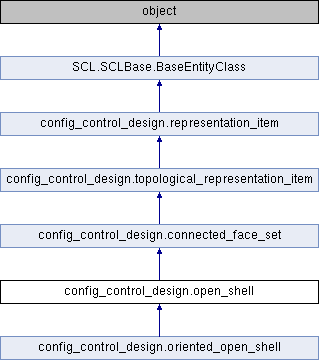 object
SCL.SCLBase.BaseEntityClass
config_control_design.representation_item
config_control_design.topological_representation_item
config_control_design.connected_face_set
config_control_design.open_shell
config_control_design.oriented_open_shell